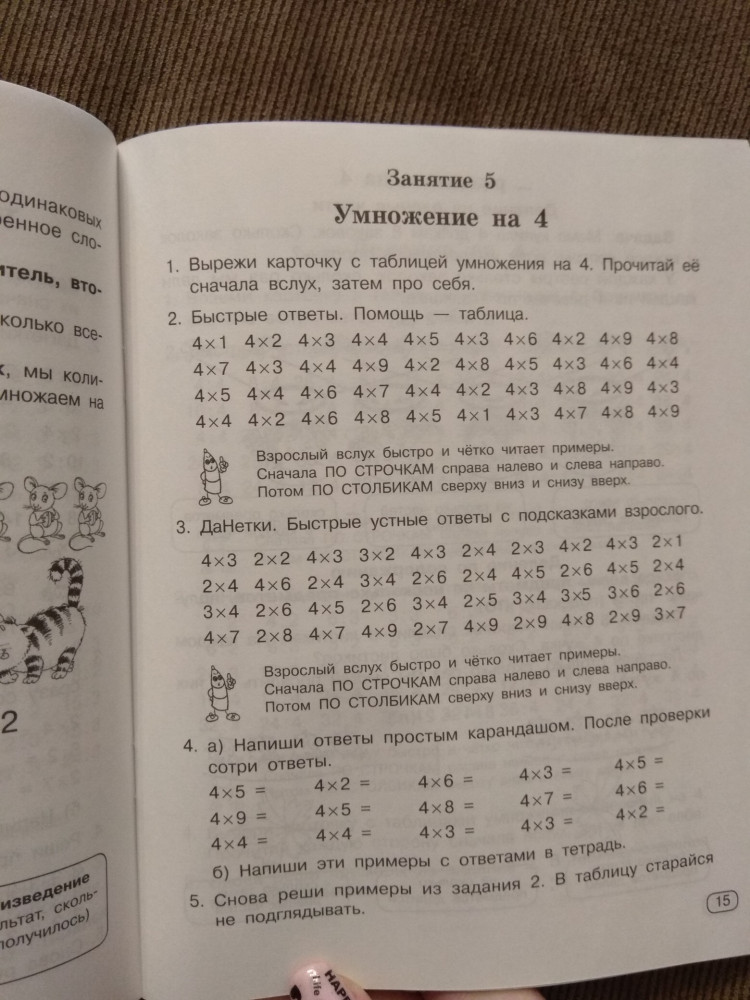 одинаковых
итель, вто-
мы коли-
множаем на
2
изведение
получилось)
Занятие 5
Умножение на 4
1. Вырежи карточку с таблицей умножения на 4. Прочитай её
сначала вслух, затем про себя.
2. Быстрые ответы. Помощь — таблица.
4×1 4×2 4×3 4×4 4×5 4×3 4×6 4×2 4×9 4×8
4×7 4×3 4×4 4×9 4×2 4×8 4×5 4×3 4×6 4×4
4×5 4×4 4×6 4×7 4×4 4×2 4×3 4×8 4×9 4×3
4×4 4×2 4×6 4×8 4×5 4×1 4×3 4×7 4×8 4×9
Взрослый вслух быстро и чётко читает примеры.
Сначала ПО СТРОЧКАМ справа налево и слева направо.
Потом ПО СТОЛБИКАМ сверху вниз и снизу вверх.
3. ДаНетки. Быстрые устные ответы с подсказками взрослого.
4×3 2×2 4×3 3×2 4×3 2×4 2×3 4×2 4×3 2×1
2×4 4×6 2×4 3×4 2×6 2×4 4×5 2×6 4×5 2×4
3×4 2×6 4×5 2×6 3×4 2×5 3×4 3×5 3×6 2×6
4×7 2×8 4×7 4×9 2×7 4×9 2×9 4×8 2×9 3×7
Взрослый вслух быстро и чётко читает примеры.
Сначала ПО СТРОЧКАМ справа налево и слева направо.
Потом ПО СТОЛБИКАМ сверху вниз и снизу вверх.
4. а) Напиши ответы простым карандашом. После проверки
сотри ответы.
4×5 = 4×2 = 4×6 = 4×3 = 4×5 =
4×9 = 4×5 = 4×8 = 4×7 = 4×6 =
4×4 = 4×4 = 4×3 = 4×3 = 4×2 =
б) Напиши эти примеры с ответами в тетрадь.
5. Снова реши примеры из задания 2. В таблицу старайся
не подглядывать.
15